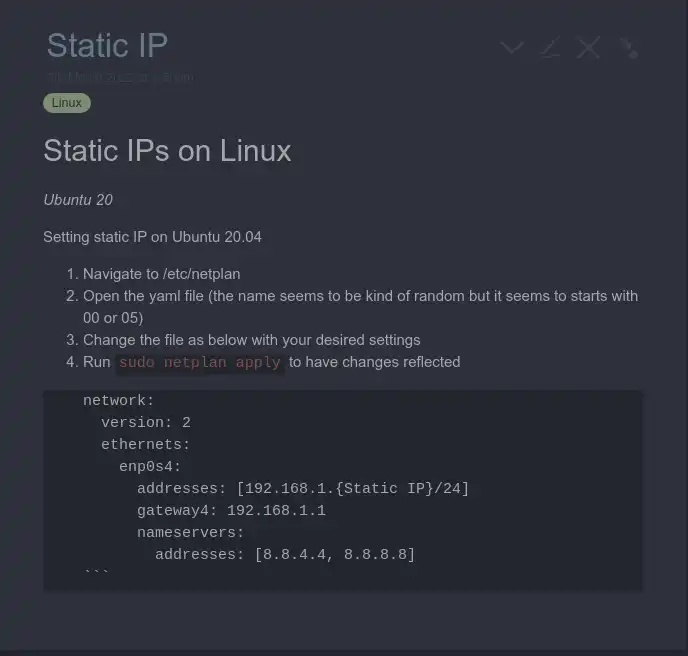 Static IP
Linux
Static IPs on Linux
Ubuntu 20
Setting static IP on Ubuntu 20.04
1. Navigate to /etc/netplan
2. Open the yaml file (the name seems to be kind of random but it seems to starts with
00 or 05)
3. Change the file as below with your desired settings
4. Run sudo netplan apply to have changes reflected
network:
  version: 2
  ethernets:
    enp0s4:
      addresses: [192.168.1.{Static IP}/24]
      gateway4: 192.168.1.1
      nameservers:
        addresses: [8.8.4.4, 8.8.8.8]
```